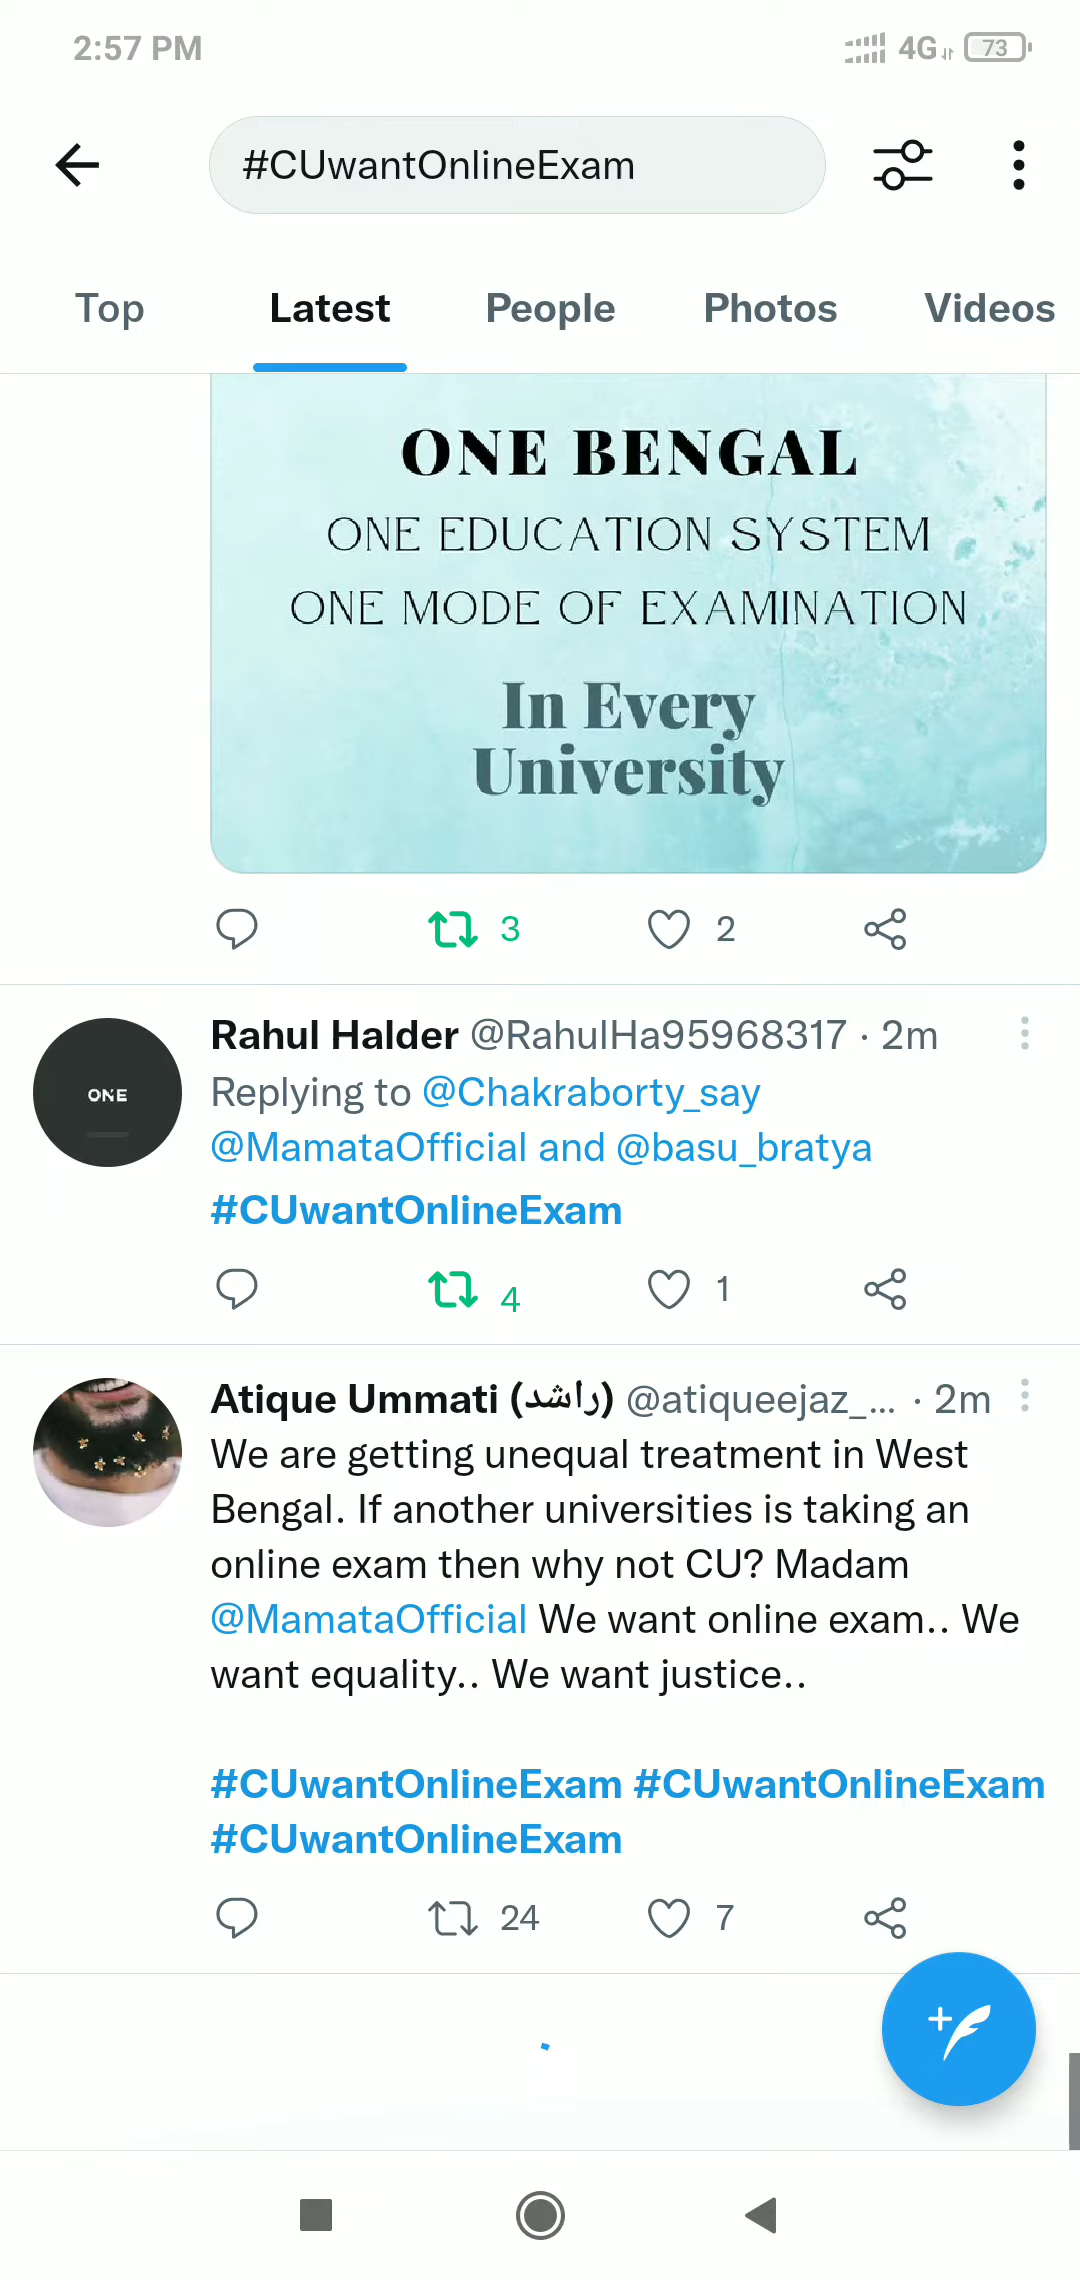 2:57 PM 4G 73
#CUwantOnlineExam
Top Latest People Photos Videos
ONE BENGAL
ONE EDUCATION SYSTEM
ONE MODE OF EXAMINATION
In Every
University
3 2
Rahul Halder @RahulHa95968317 · 2m
ONE
Replying to @Chakraborty_say
@MamataOfficial and @basu_bratya
#CUwantOnlineExam
4 1
Atique Ummati (راشد) @atiqueejaz_... · 2m
We are getting unequal treatment in West
Bengal. If another universities is taking an
online exam then why not CU? Madam
@MamataOfficial We want online exam.. We
want equality.. We want justice..
#CUwantOnlineExam #CUwantOnlineExam
#CUwantOnlineExam
24 7